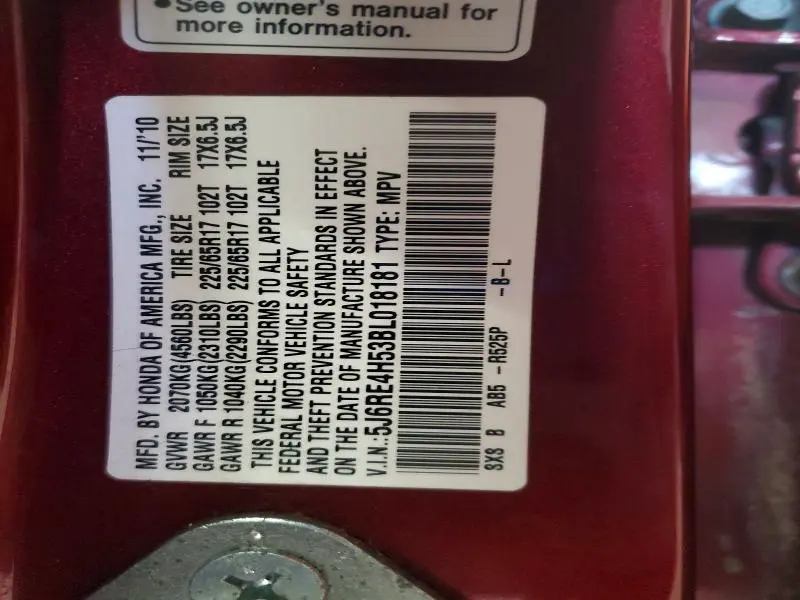 • See owner's manual for
more information.
MFD. BY HONDA OF AMERICA MFG., INC. 11/'10
GVWR 2070KG(4560LBS) TIRE SIZE RIM SIZE
GAWR F 1050KG(2310LBS) 225/65R17 102T 17X6.5J
GAWR R 1040KG(2290LBS) 225/65R17 102T 17X6.5J
THIS VEHICLE CONFORMS TO ALL APPLICABLE
FEDERAL MOTOR VEHICLE SAFETY
AND THEFT PREVENTION STANDARDS IN EFFECT
ON THE DATE OF MANUFACTURE SHOWN ABOVE.
V.I.N.:5J6RE4H53BL018181 TYPE: MPV
SXS B AB5 -R525P -B-L